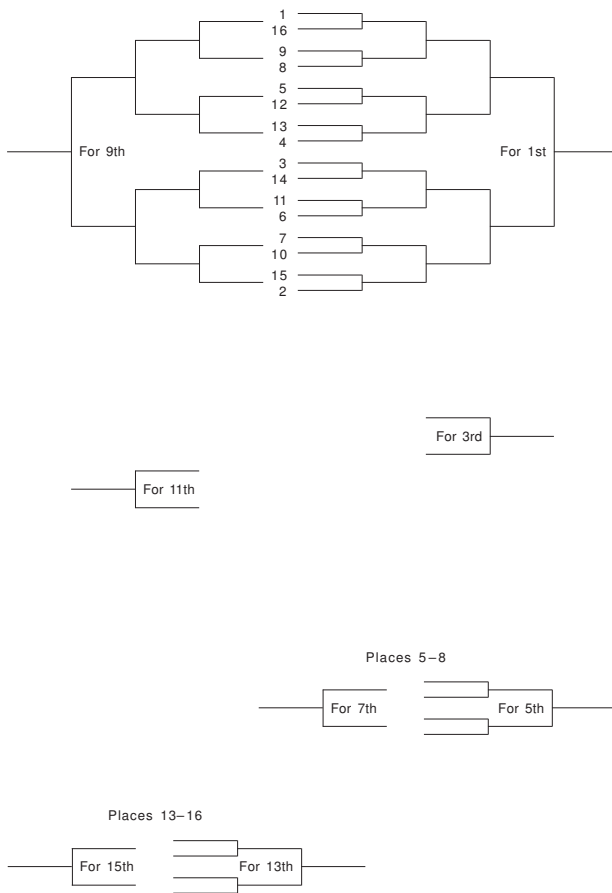 1
16
9
8
5
12
13
4
For 9th
For 1st
3
14
11
6
7
10
15
2
For 3rd
For 11th
Places 5–8
For 7th
For 5th
Places 13–16
For 15th
For 13th